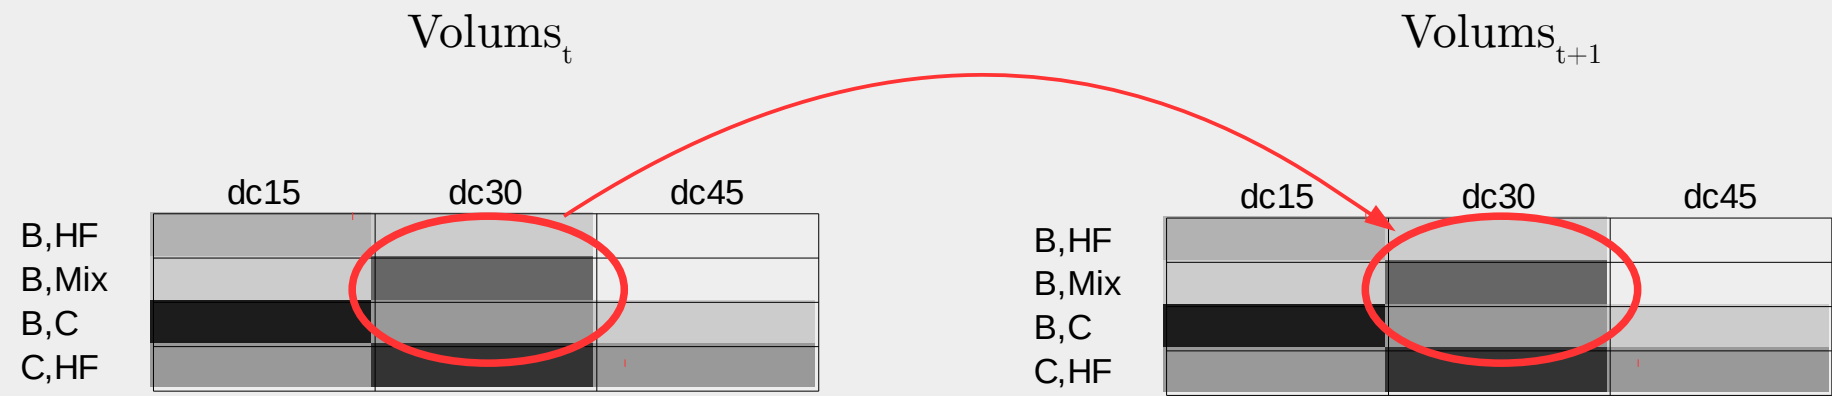 Volums_t
Volums_t+1
dc15 dc30 dc45
B,HF
B,Mix
B,C
C,HF
dc15 dc30 dc45
B,HF
B,Mix
B,C
C,HF